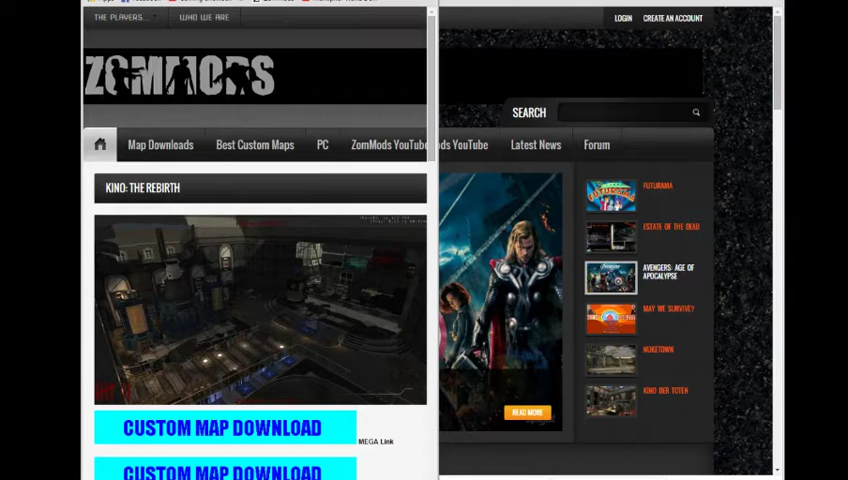 THE PLAYERS...
WHO WE ARE
LOGIN
CREATE AN ACCOUNT
ZOMMODS
SEARCH
Map Downloads
Best Custom Maps
PC
ZomMods YouTu
ds YouTube
Latest News
Forum
KINO: THE REBIRTH
FUTURAMA
ESTATE OF THE DEAD
AVENGERS: AGE OF
APOCALYPSE
MAY WE SURVIVE?
NUKETOWN
KINO DER TOTEN
READ MORE
CUSTOM MAP DOWNLOAD
MEGA Link
CUSTOM MAP DOWNLOAD